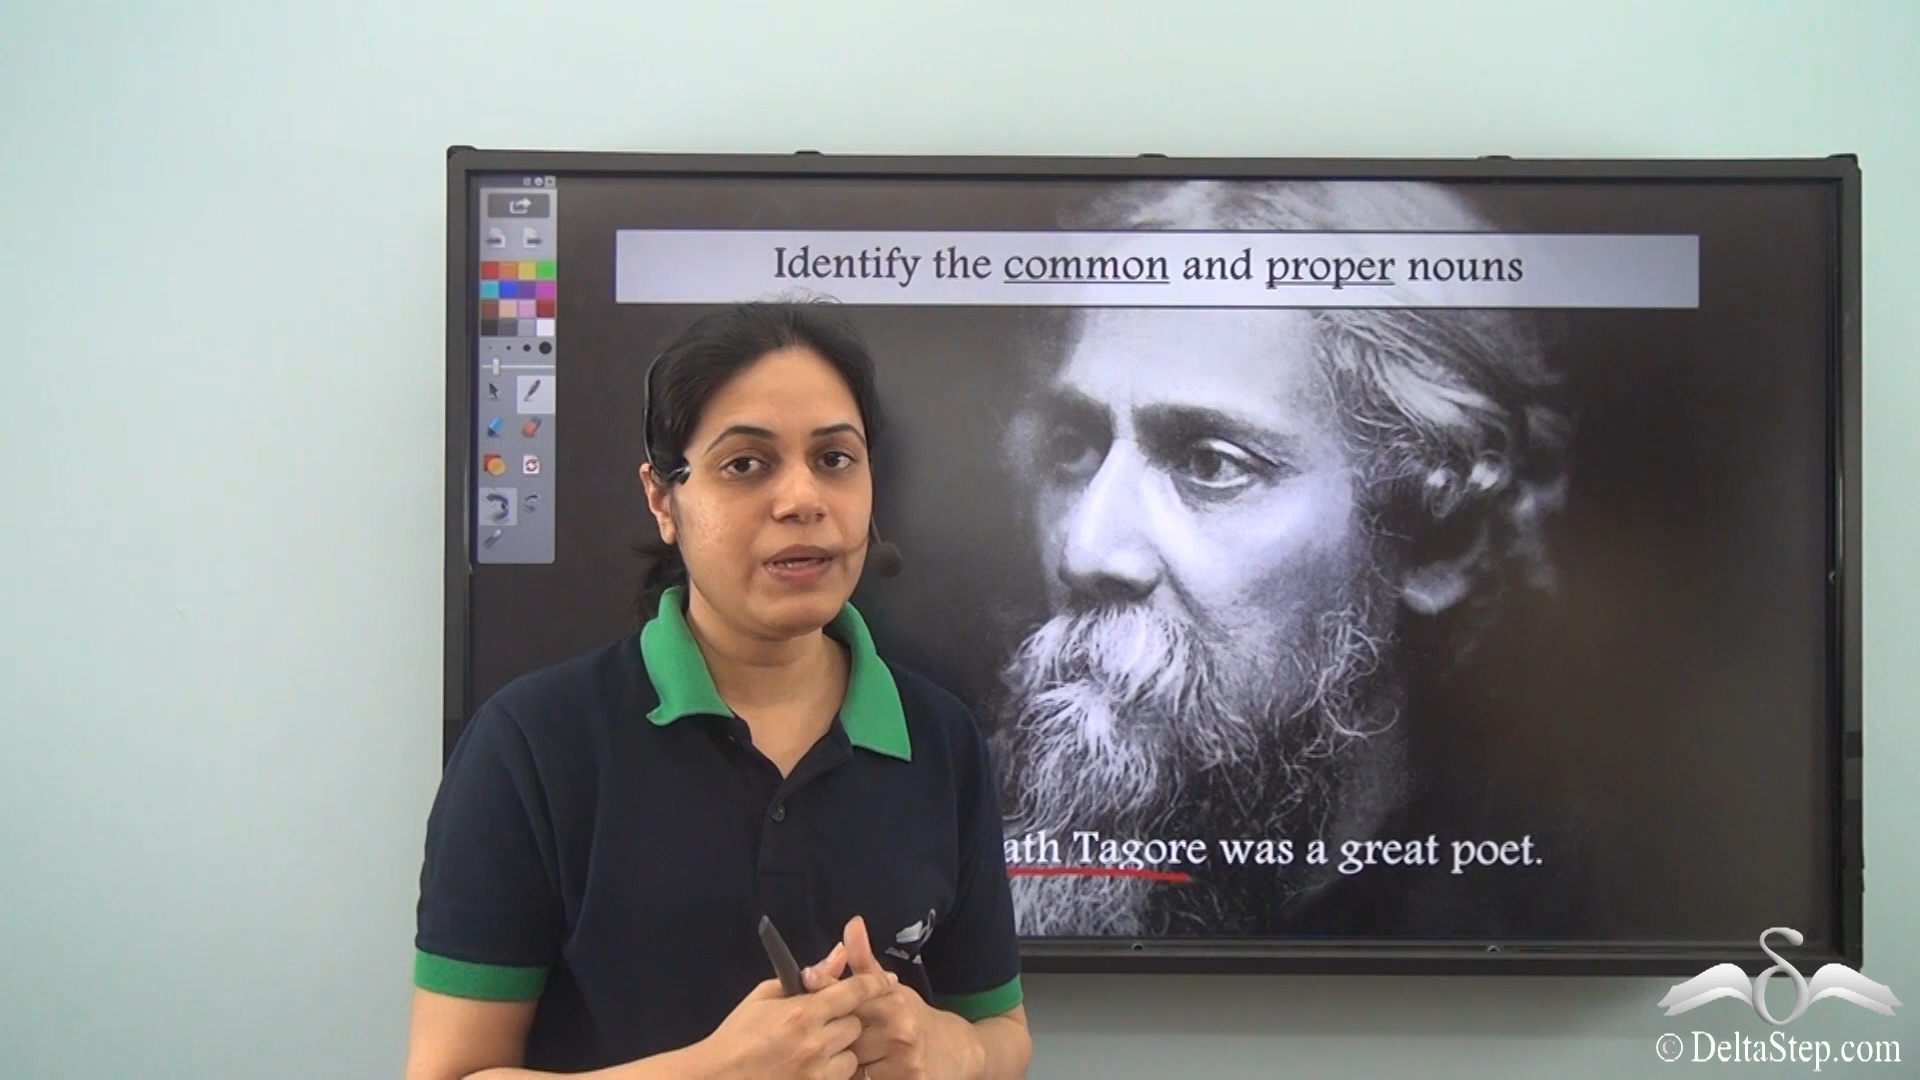 Identify the common and proper nouns
ath Tagore was a great poet.
© DeltaStep.com